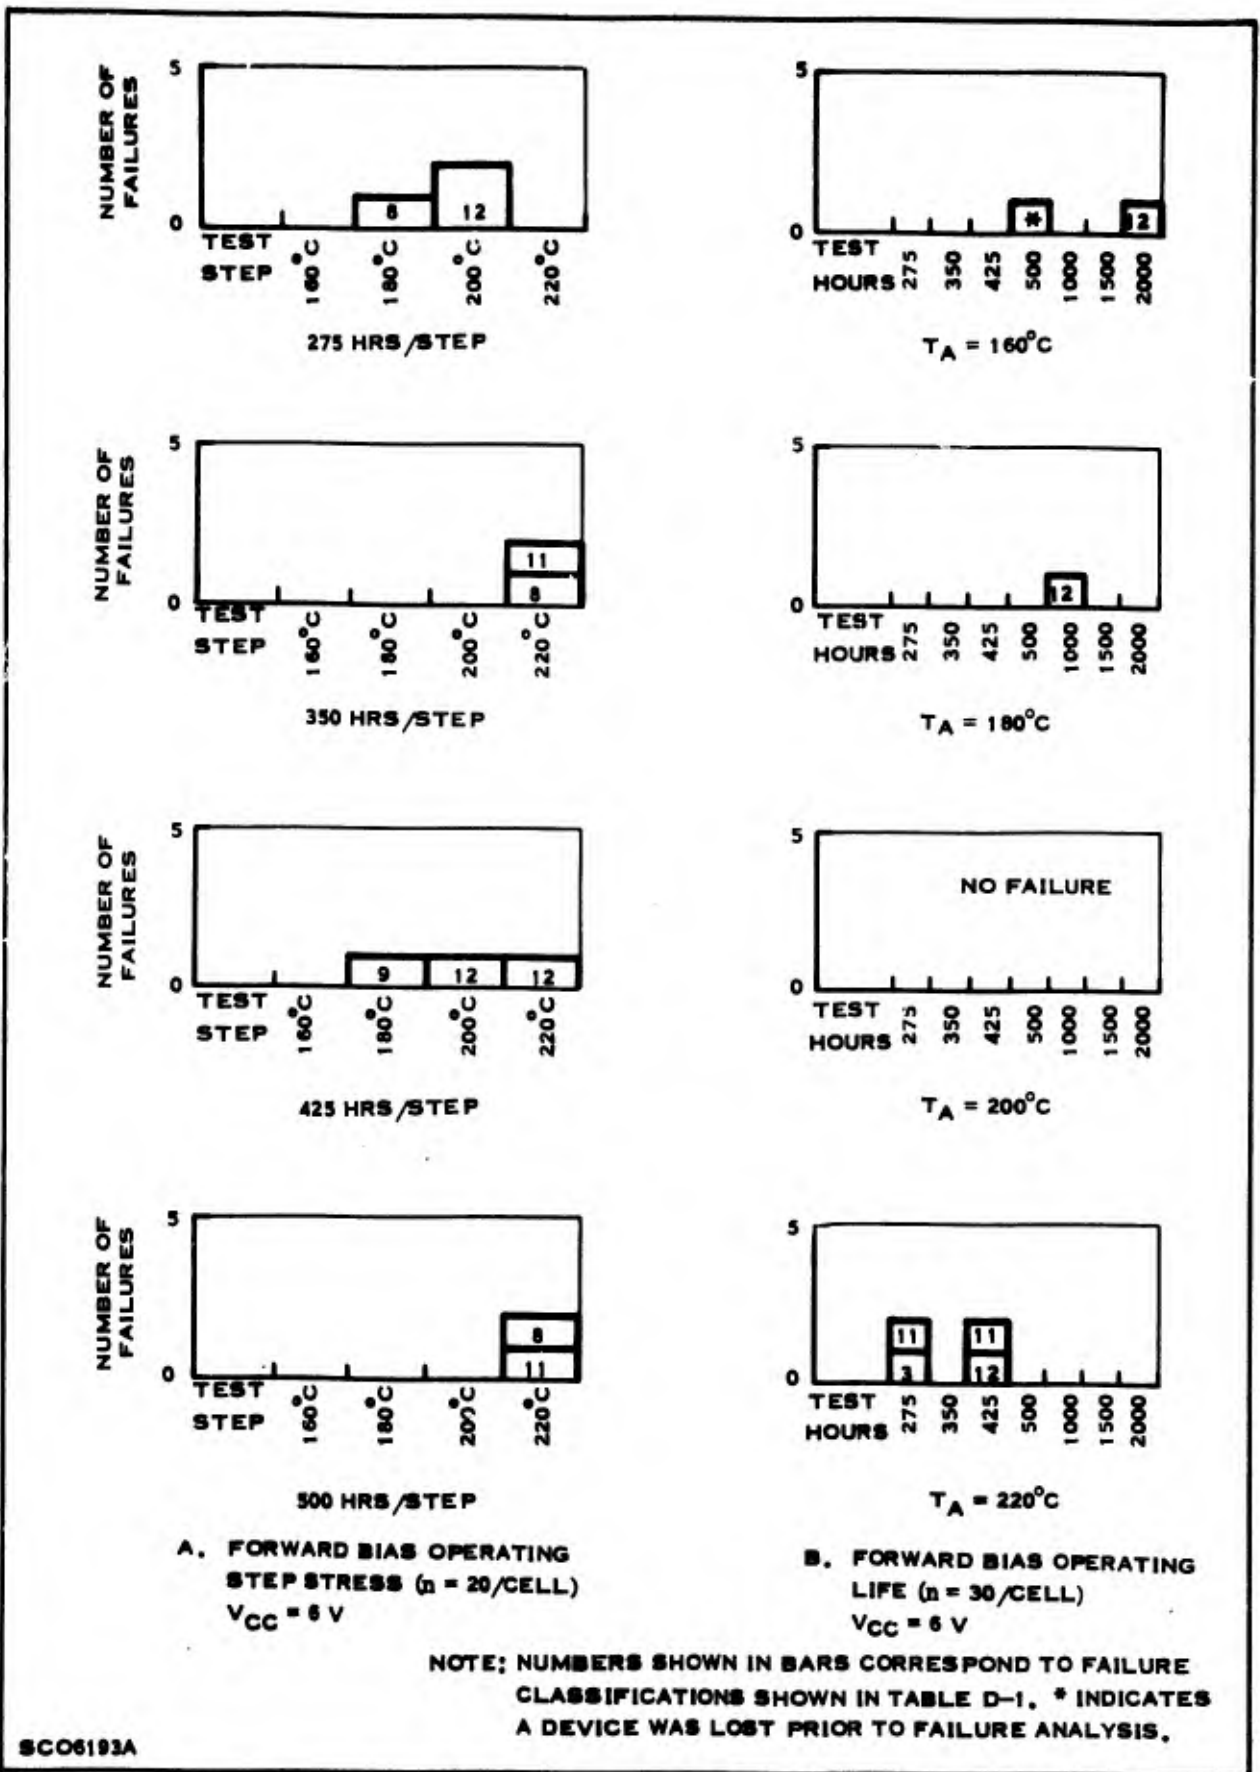 NUMBER OF
FAILURES
5
0
8
12
TEST
STEP
160°C
180°C
200°C
220°C
275 HRS/STEP
5
0
*
12
TEST
HOURS
275
350
425
500
1000
1500
2000
TA = 160°C
NUMBER OF
FAILURES
5
0
11
8
TEST
STEP
160°C
180°C
200°C
220°C
350 HRS/STEP
5
0
12
TEST
HOURS
275
350
425
500
1000
1500
2000
TA = 180°C
NUMBER OF
FAILURES
5
0
9
12
12
TEST
STEP
160°C
180°C
200°C
220°C
425 HRS/STEP
5
0
NO FAILURE
TEST
HOURS
275
350
425
500
1000
1500
2000
TA = 200°C
NUMBER OF
FAILURES
5
0
8
11
TEST
STEP
160°C
180°C
200°C
220°C
500 HRS/STEP
5
0
11
3
11
12
TEST
HOURS
275
350
425
500
1000
1500
2000
TA = 220°C
A. FORWARD BIAS OPERATING
STEP STRESS (n = 20/CELL)
VCC = 6 V
B. FORWARD BIAS OPERATING
LIFE (n = 30/CELL)
VCC = 6 V
NOTE: NUMBERS SHOWN IN BARS CORRESPOND TO FAILURE
CLASSIFICATIONS SHOWN IN TABLE D-1. * INDICATES
A DEVICE WAS LOST PRIOR TO FAILURE ANALYSIS.
SCO6193A